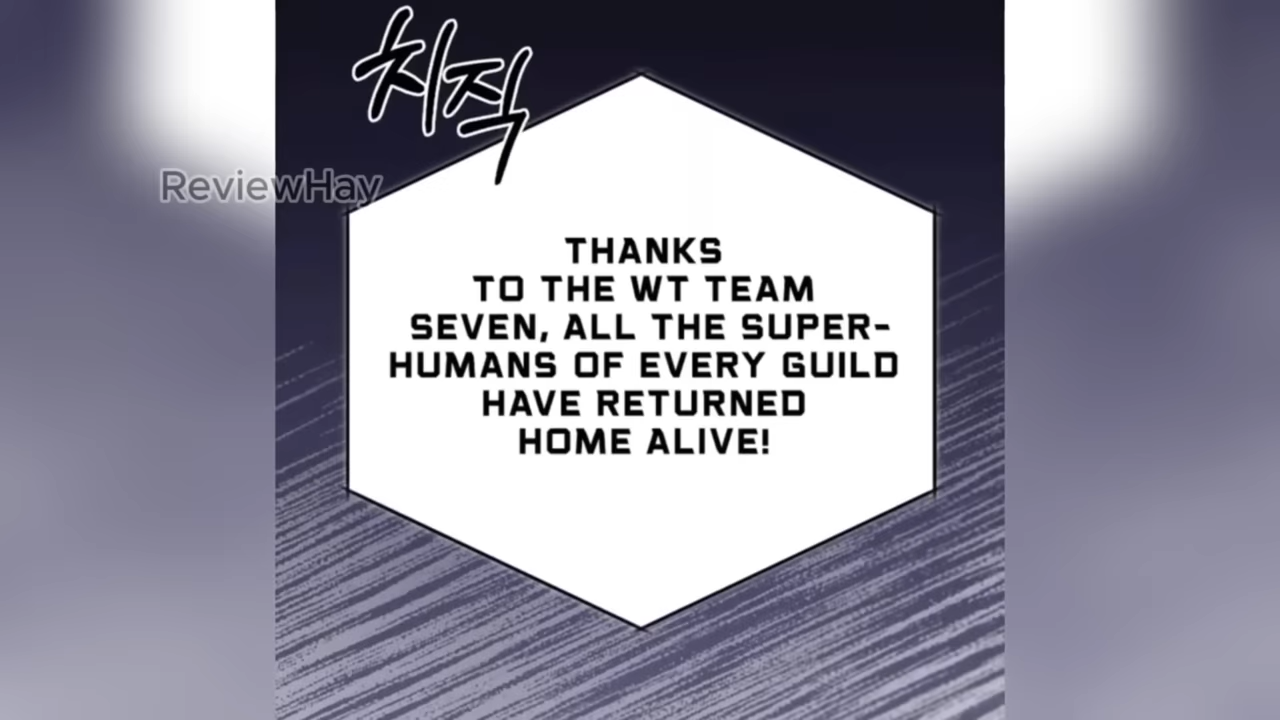 치직
ReviewHay
THANKS
TO THE WT TEAM
SEVEN, ALL THE SUPER-
HUMANS OF EVERY GUILD
HAVE RETURNED
HOME ALIVE!